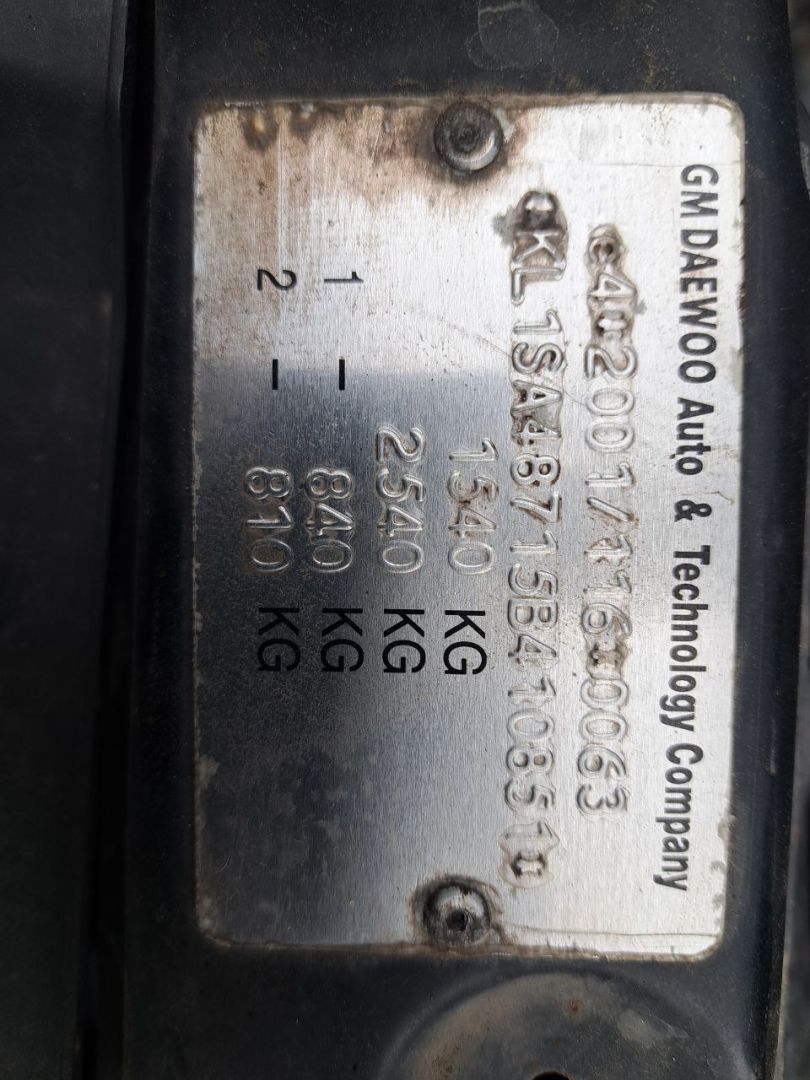 GM DAEWOO Auto & Technology Company
e4*2001/116*0063
*KL1SA48715B410851*
1540 KG
2540 KG
1 – 840 KG
2 – 810 KG